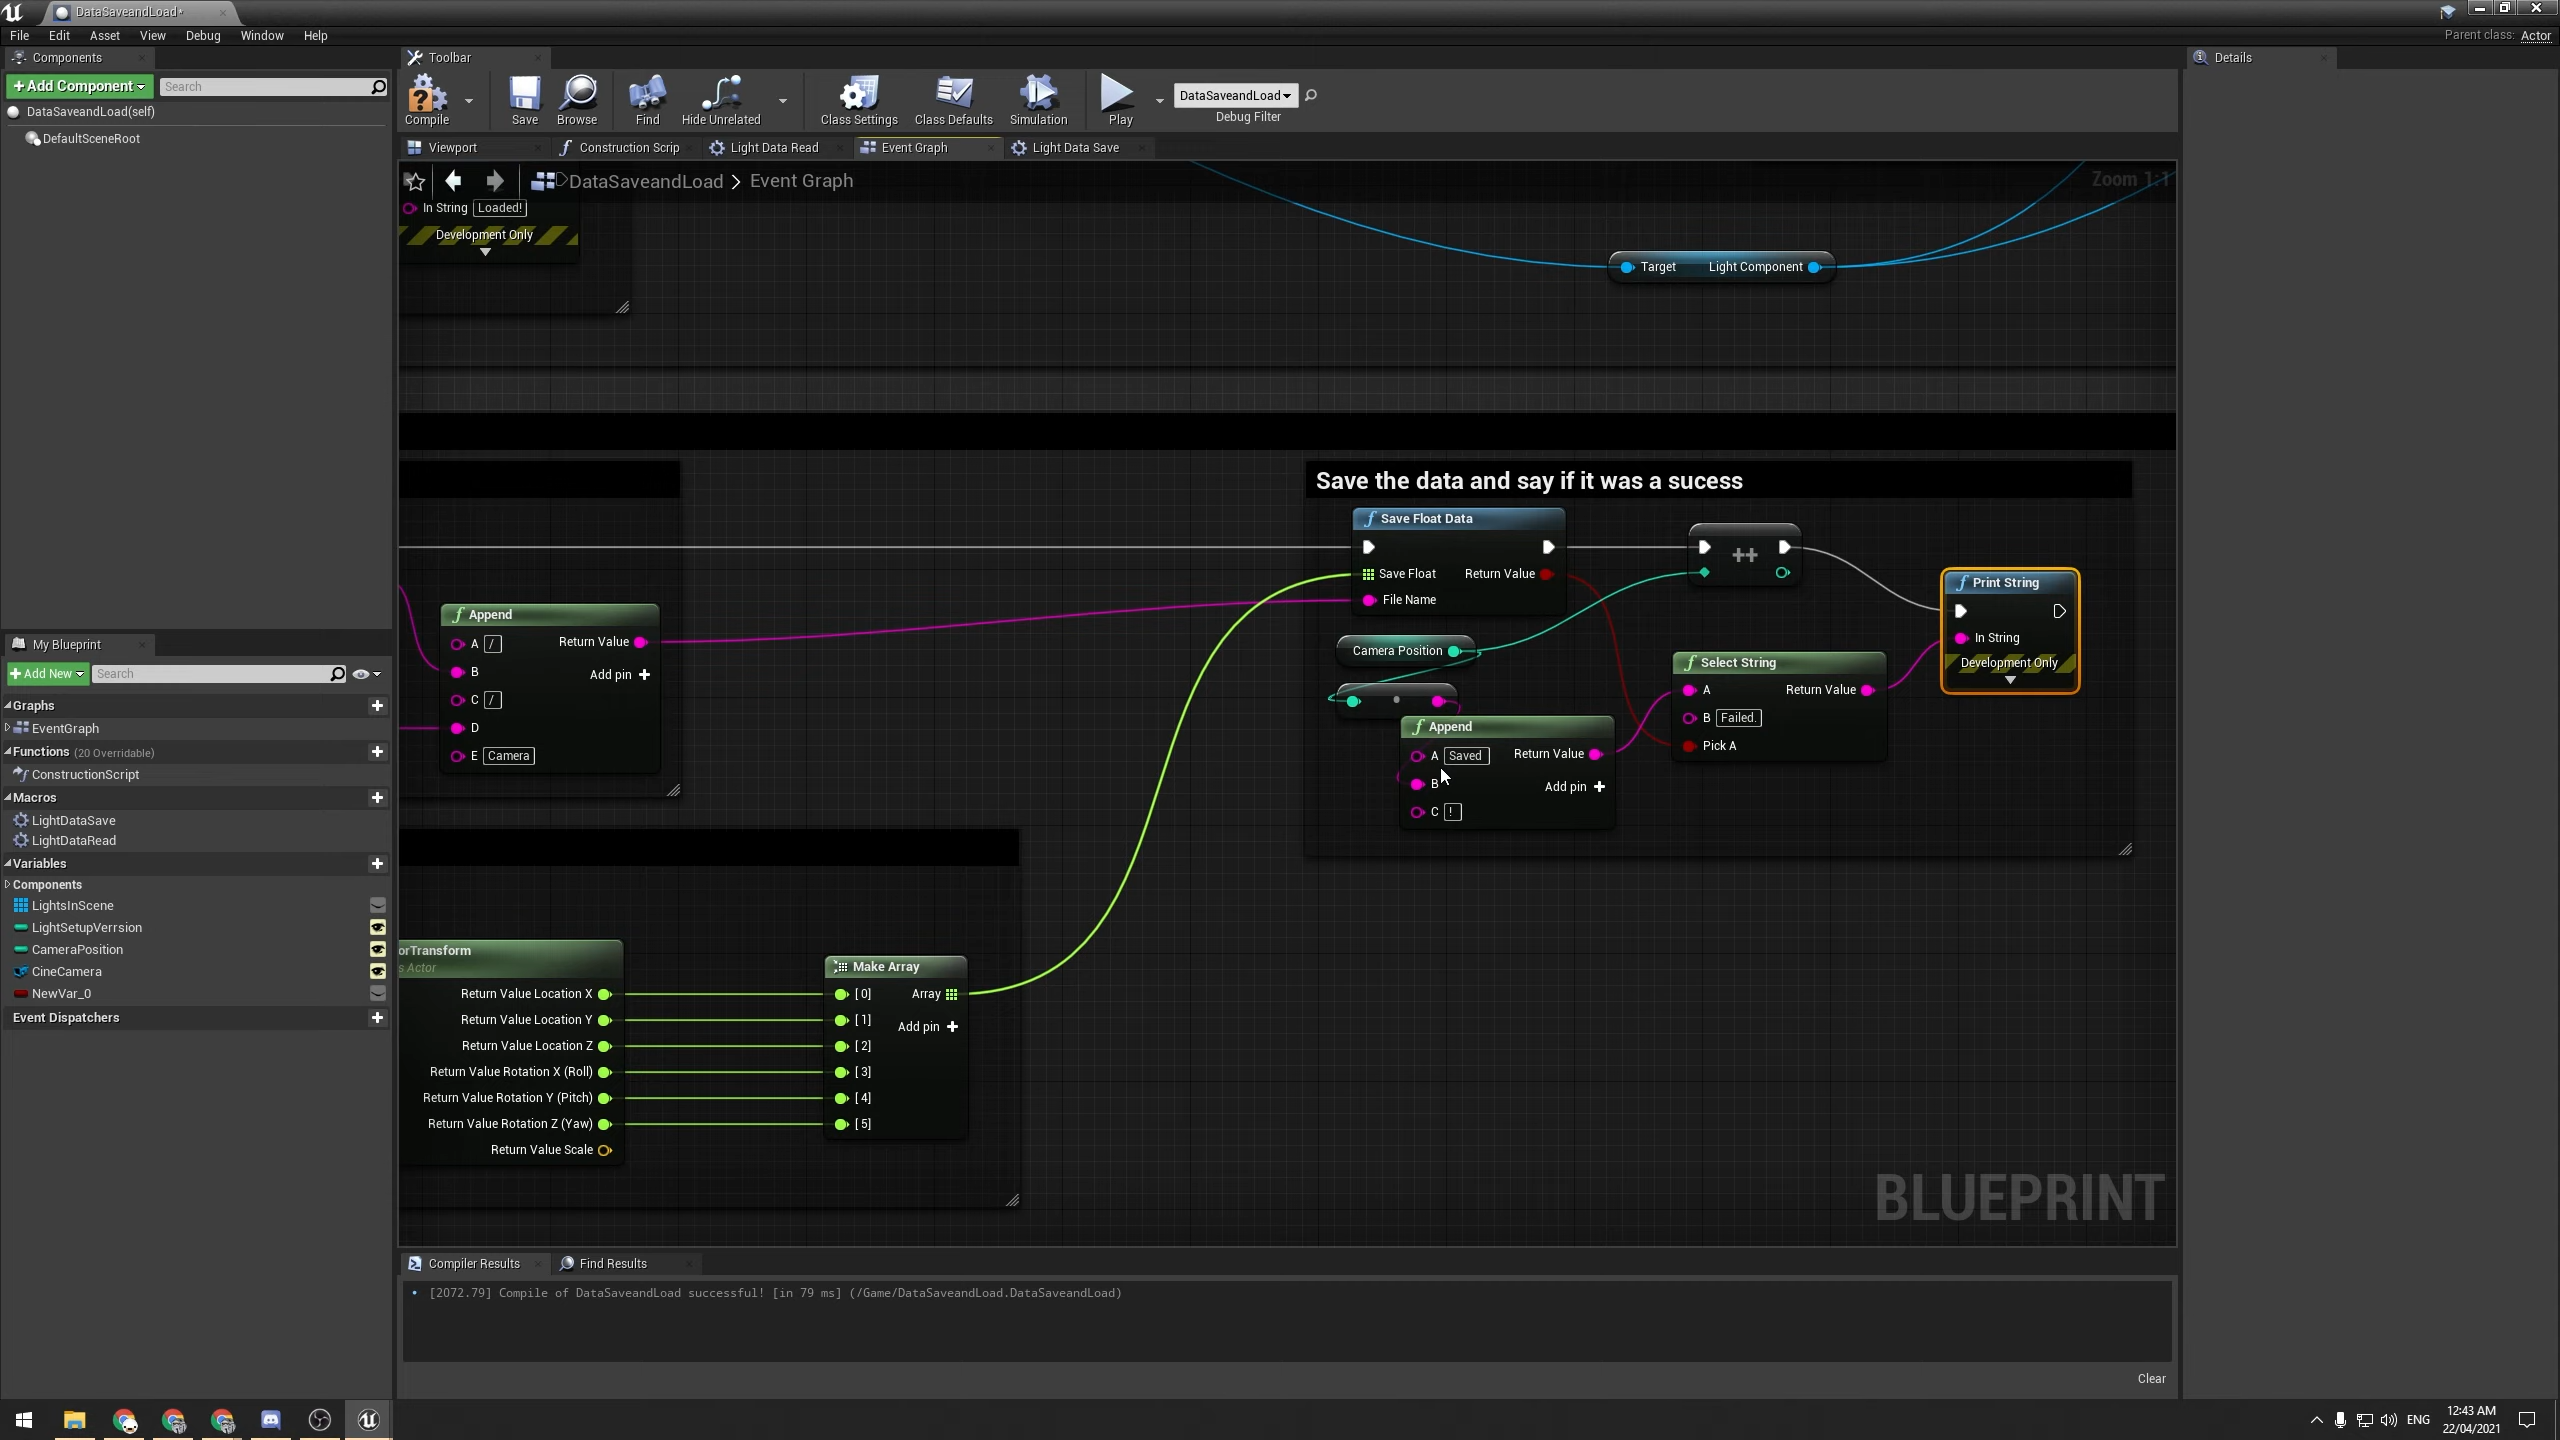 DataSaveandLoad*
File Edit Asset View Debug Window Help
Parent class: Actor
Components
Toolbar
Details
+Add Component
Search
DataSaveandLoad(self)
DefaultSceneRoot
Compile
Save
Browse
Find
Hide Unrelated
Class Settings
Class Defaults
Simulation
Play
DataSaveandLoad
Debug Filter
Viewport
Construction Scrip
Light Data Read
Event Graph
Light Data Save
DataSaveandLoad > Event Graph
Zoom 1:1
In String Loaded!
Development Only
Target Light Component
Save the data and say if it was a sucess
Save Float Data
Save Float Return Value
File Name
++
Print String
In String
Development Only
Camera Position
Append
A / Return Value
B Add pin +
C /
D
E Camera
Select String
A Return Value
B Failed.
Pick A
Append
A Saved Return Value
B Add pin +
C !
My Blueprint
+Add New
Search
Graphs
EventGraph
Functions (20 Overridable)
ConstructionScript
Macros
LightDataSave
LightDataRead
Variables
Components
LightsInScene
LightSetupVerrsion
CameraPosition
CineCamera
NewVar_0
Event Dispatchers
orTransform
s Actor
Return Value Location X
Return Value Location Y
Return Value Location Z
Return Value Rotation X (Roll)
Return Value Rotation Y (Pitch)
Return Value Rotation Z (Yaw)
Return Value Scale
Make Array
[0] Array
[1] Add pin +
[2]
[3]
[4]
[5]
BLUEPRINT
Compiler Results
Find Results
[2072.79] Compile of DataSaveandLoad successful! [in 79 ms] (/Game/DataSaveandLoad.DataSaveandLoad)
Clear
ENG
12:43 AM
22/04/2021